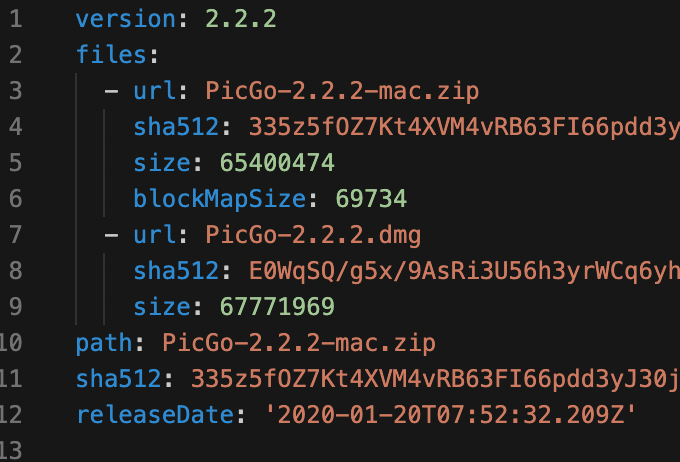 1 version: 2.2.2
2 files:
3 - url: PicGo-2.2.2-mac.zip
4 sha512: 335z5fOZ7Kt4XVM4vRB63FI66pdd3y
5 size: 65400474
6 blockMapSize: 69734
7 - url: PicGo-2.2.2.dmg
8 sha512: E0WqSQ/g5x/9AsRi3U56h3yrWCq6yh
9 size: 67771969
10 path: PicGo-2.2.2-mac.zip
11 sha512: 335z5fOZ7Kt4XVM4vRB63FI66pdd3yJ30j
12 releaseDate: '2020-01-20T07:52:32.209Z'
13